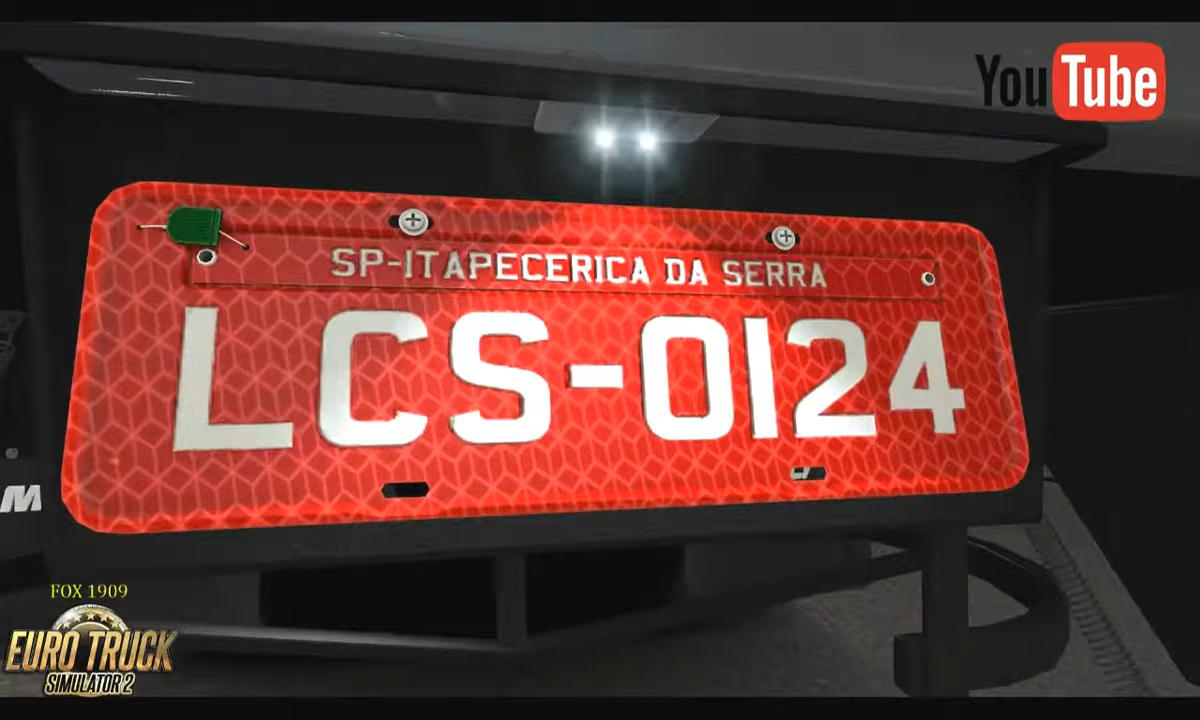 YouTube
SP-ITAPECERICA DA SERRA
LCS-0124
M
FOX 1909
EURO TRUCK
SIMULATOR 2